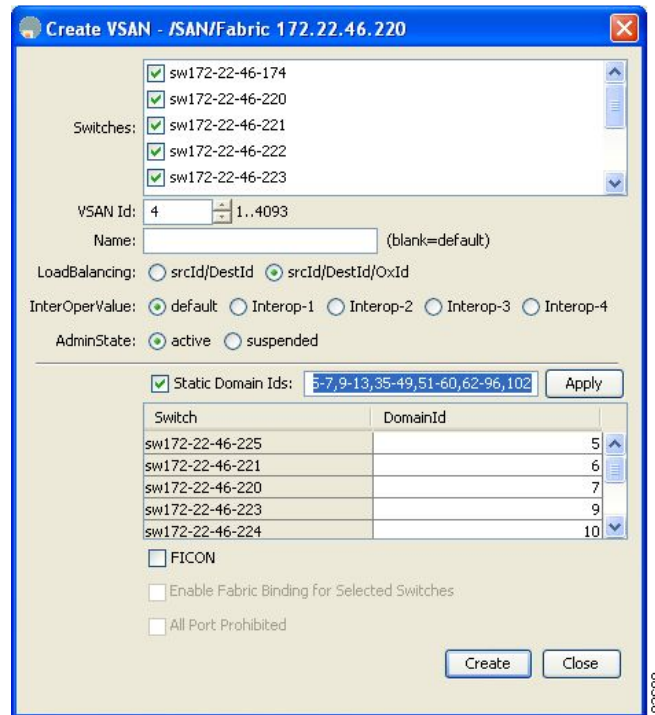 Create VSAN - /SAN/Fabric 172.22.46.220
sw172-22-46-174
sw172-22-46-220
Switches: sw172-22-46-221
sw172-22-46-222
sw172-22-46-223
VSAN Id: 4 1..4093
Name: (blank=default)
LoadBalancing: srcId/DestId srcId/DestId/OxId
InterOperValue: default Interop-1 Interop-2 Interop-3 Interop-4
AdminState: active suspended
Static Domain Ids: 5-7,9-13,35-49,51-60,62-96,102 Apply
Switch DomainId
sw172-22-46-225 5
sw172-22-46-221 6
sw172-22-46-220 7
sw172-22-46-223 9
sw172-22-46-224 10
FICON
Enable Fabric Binding for Selected Switches
All Port Prohibited
Create Close